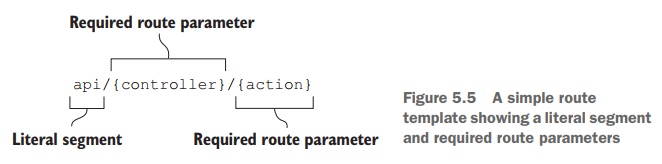 Required route parameter
api/{controller}/{action}
Literal segment
Required route parameter
Figure 5.5 A simple route
template showing a literal segment
and required route parameters